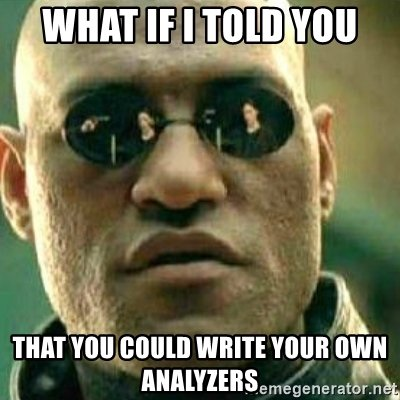 WHAT IF I TOLD YOU
THAT YOU COULD WRITE YOUR OWN
ANALYZERS
memegenerator.net